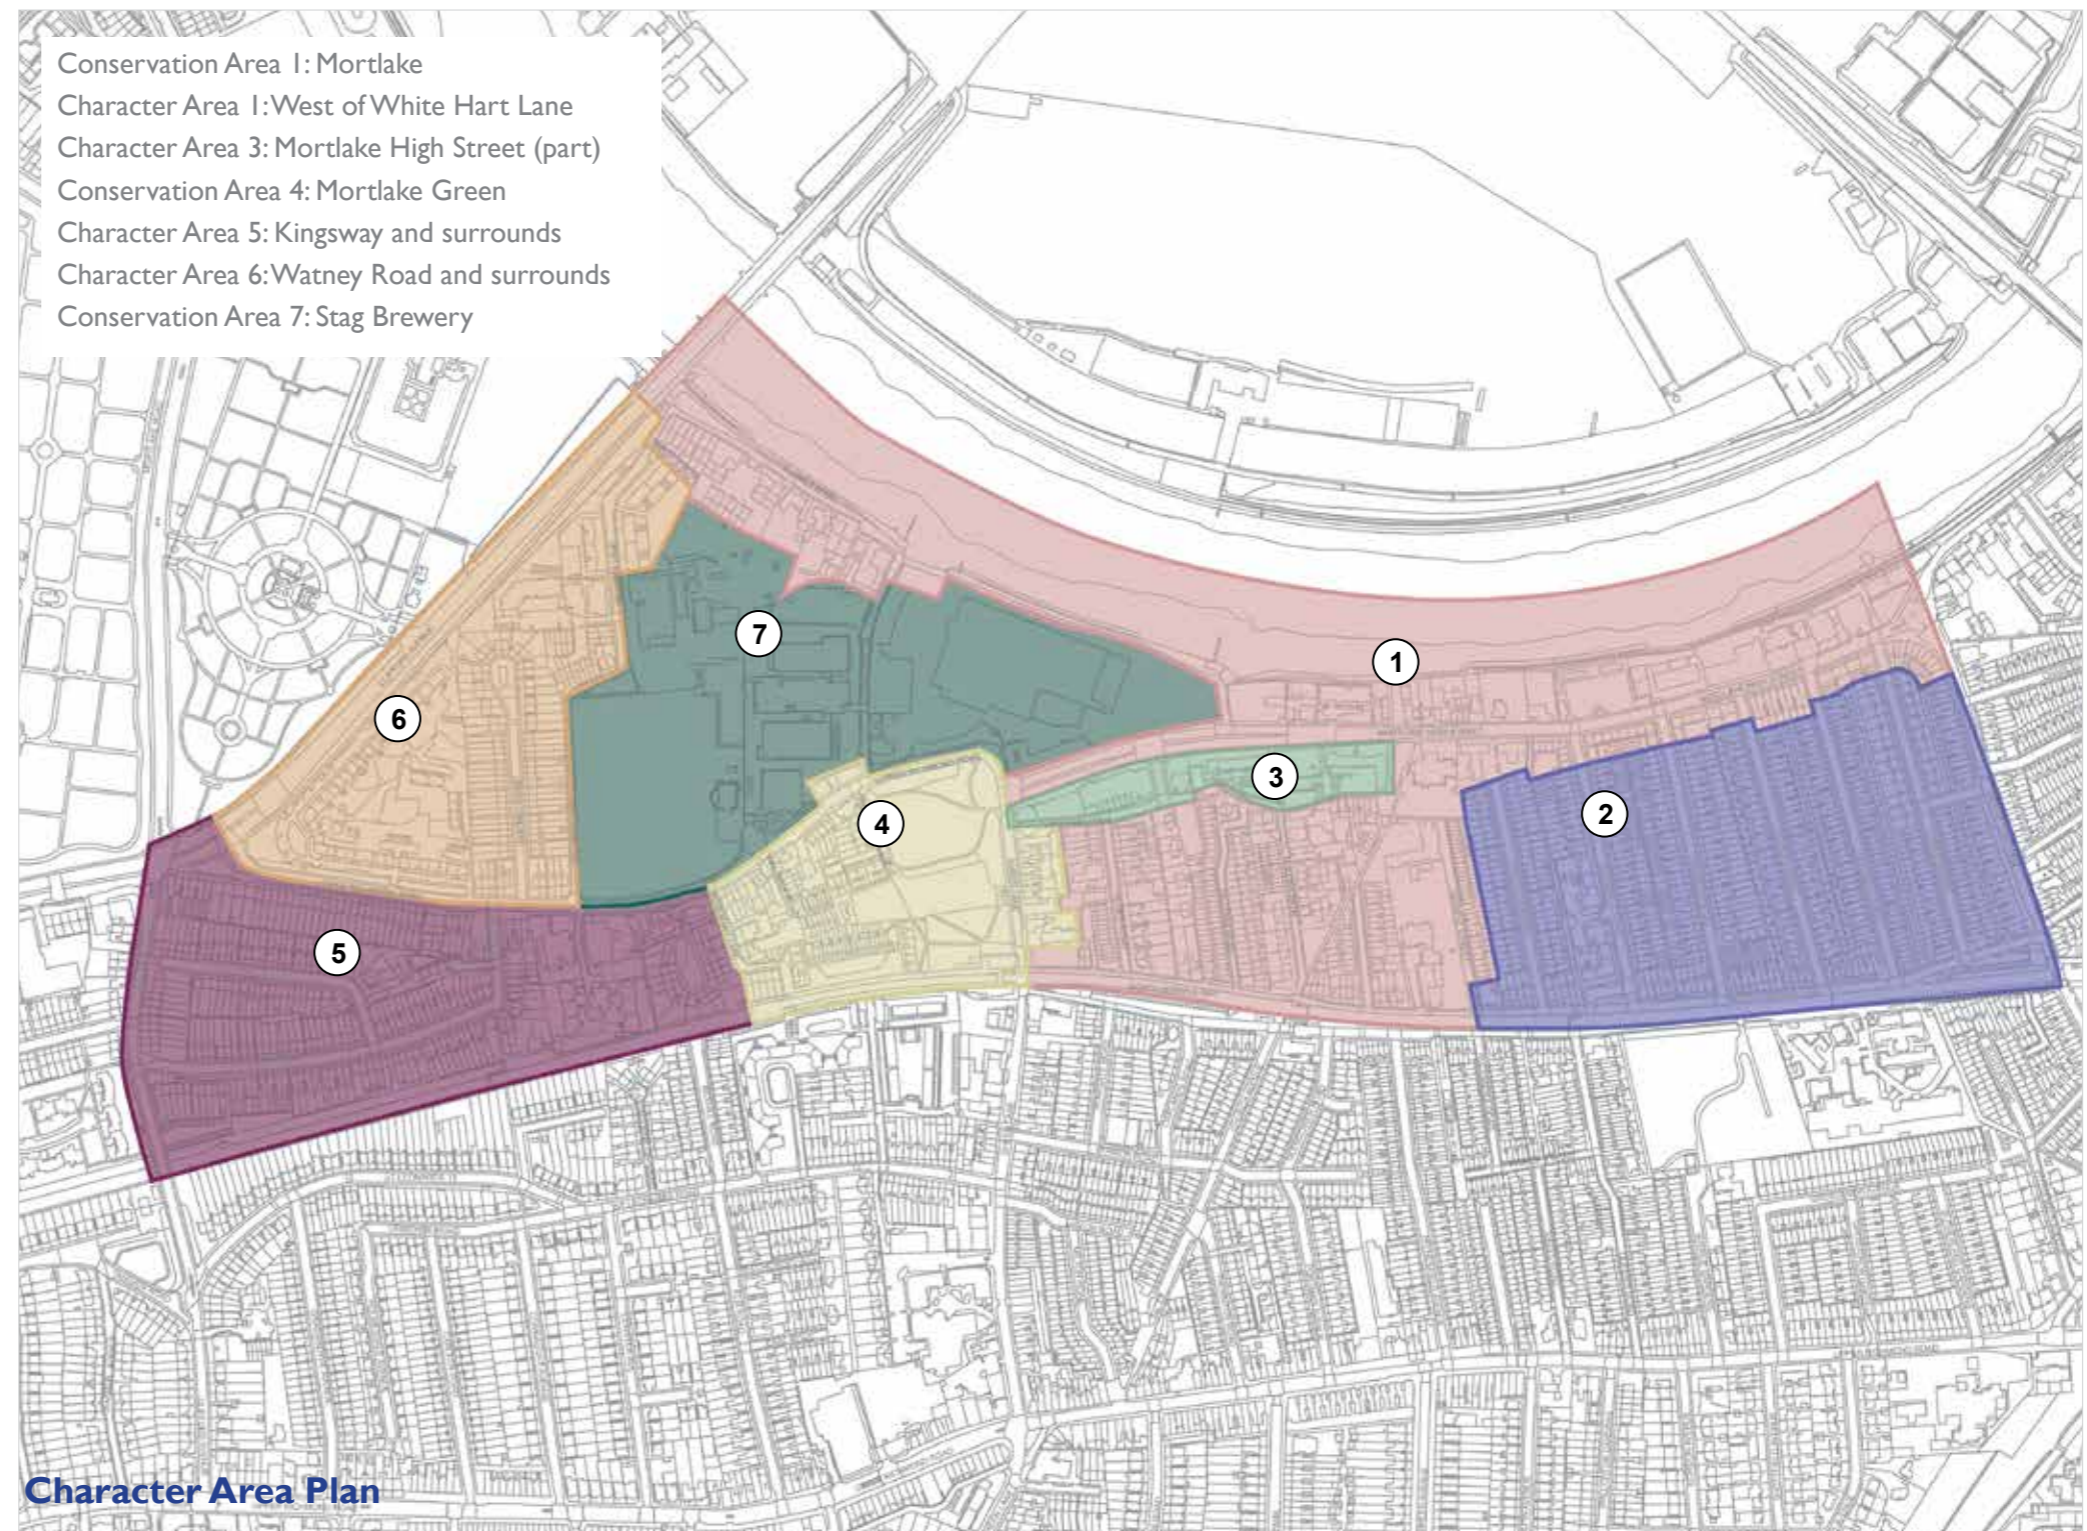 Conservation Area 1: Mortlake
Character Area 1: West of White Hart Lane
Character Area 3: Mortlake High Street (part)
Conservation Area 4: Mortlake Green
Character Area 5: Kingsway and surrounds
Character Area 6: Watney Road and surrounds
Conservation Area 7: Stag Brewery
7
1
6
3
4
2
5
Character Area Plan